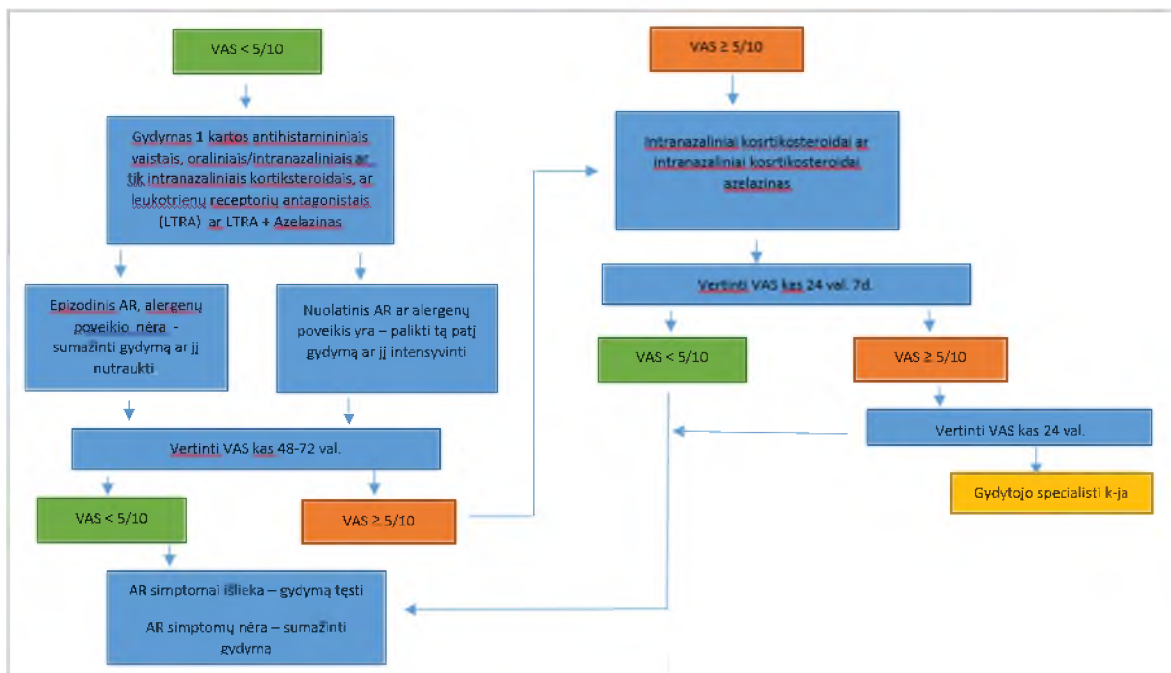 VAS < 5/10
Gydymas 1 kartos antihistamininiais
vaistais, oraliniais/intranazaliniais ar
tik intranazaliniais kortiksteroidais, ar
leukotrienų receptorių antagonistais
(LTRA) ar LTRA + Azelazinas
Epizodinis AR, alergenų
poveikio nėra -
sumažinti gydymą ar jį
nutraukti
Nuolatinis AR ar alergenų
poveikis yra – palikti tą patį
gydymą ar jį intensyvinti
Vertinti VAS kas 48-72 val.
VAS < 5/10
VAS ≥ 5/10
AR simptomai išlieka – gydymą tęsti
AR simptomų nėra – sumažinti
gydymą
VAS ≥ 5/10
Intranazaliniai kosrtikosteroidai ar
intranazaliniai kosrtikosteroidai
azelazinas
Vertinti VAS kas 24 val. 7d.
VAS < 5/10
VAS ≥ 5/10
Vertinti VAS kas 24 val.
Gydytojo specialisti k-ja